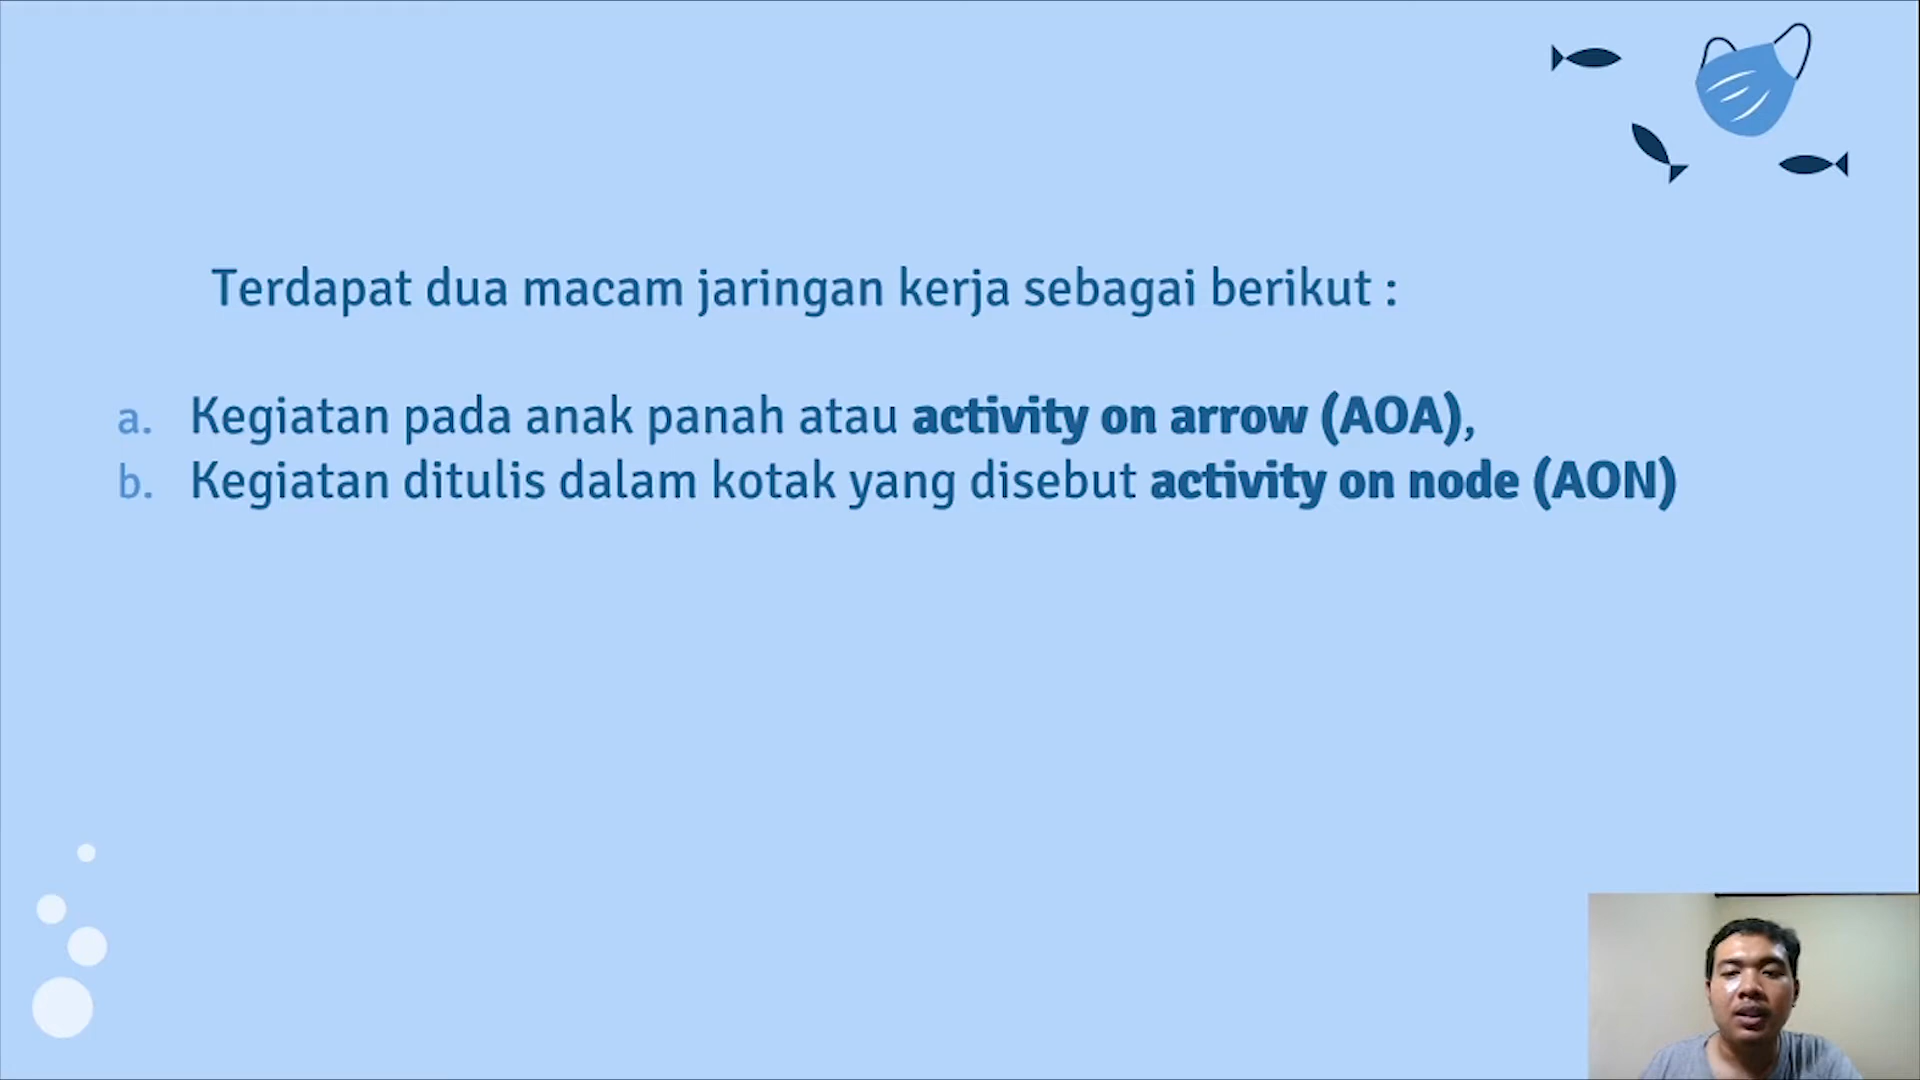 Terdapat dua macam jaringan kerja sebagai berikut :
a. Kegiatan pada anak panah atau activity on arrow (AOA),
b. Kegiatan ditulis dalam kotak yang disebut activity on node (AON)